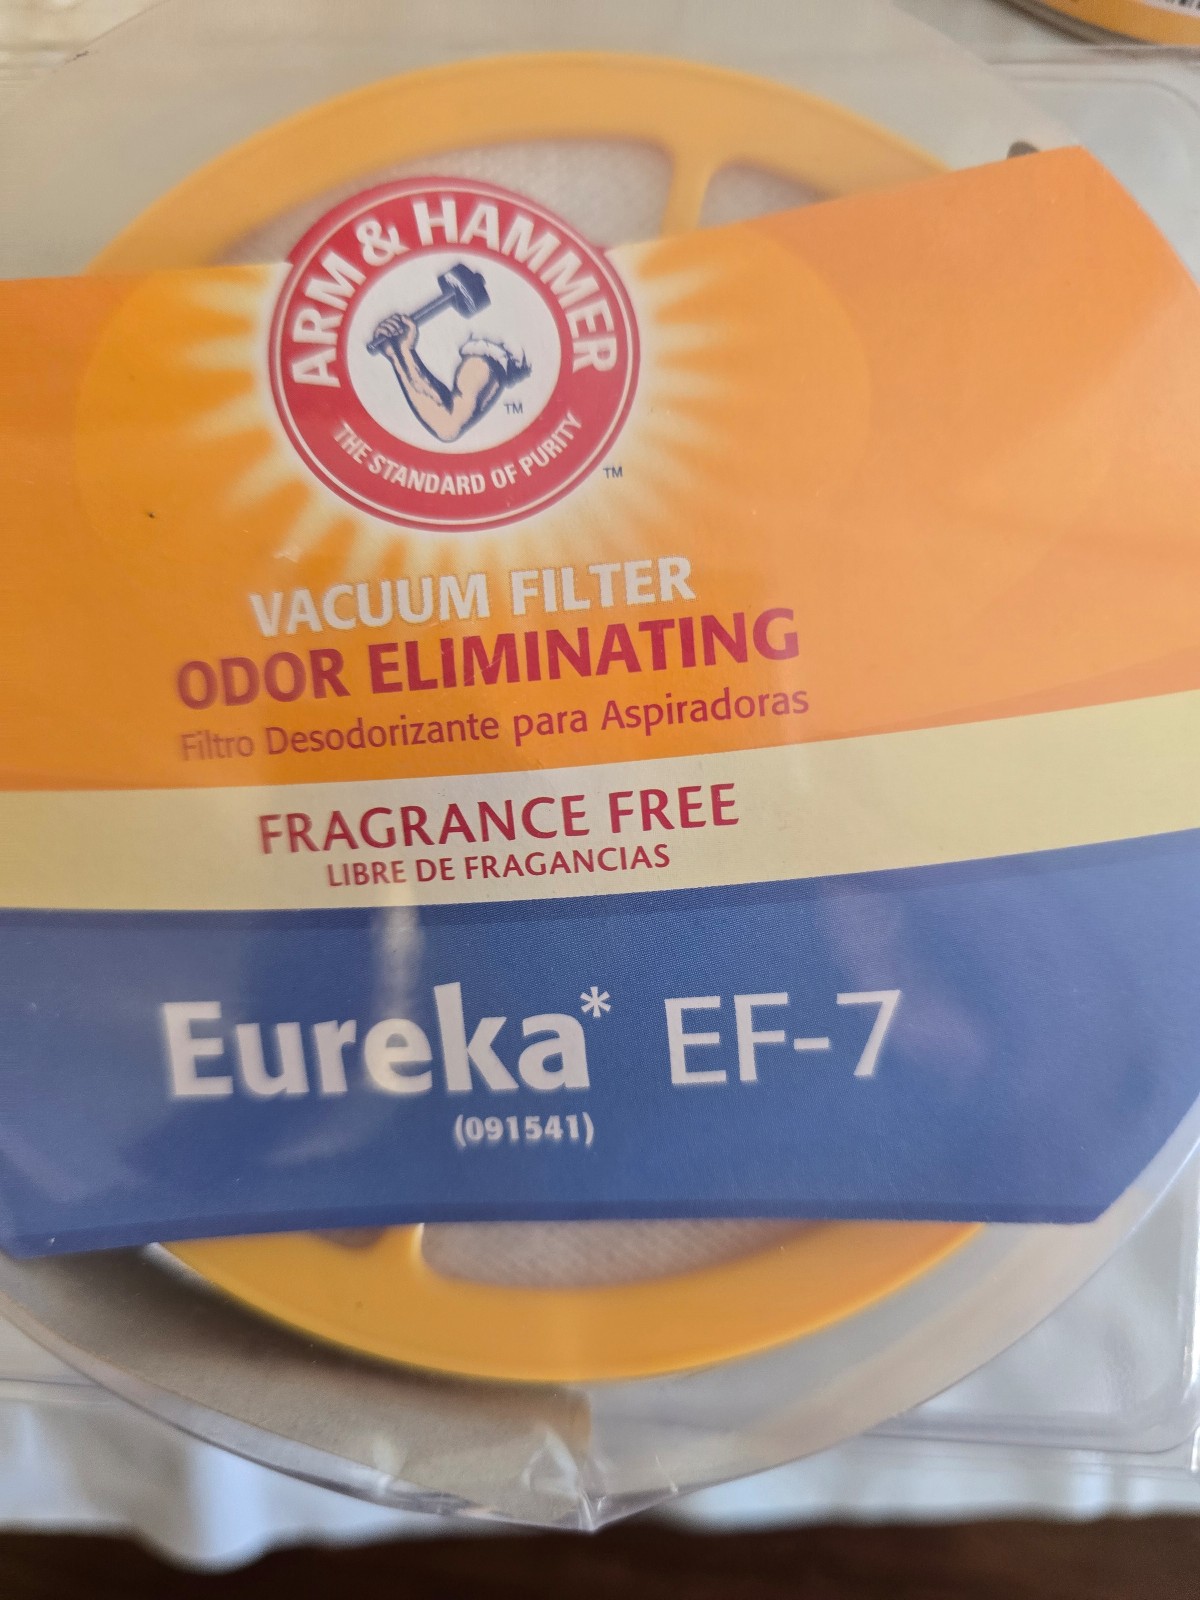 ARM & HAMMER
THE STANDARD OF PURITY
TM
TM
VACUUM FILTER
ODOR ELIMINATING
Filtro Desodorizante para Aspiradoras
FRAGRANCE FREE
LIBRE DE FRAGANCIAS
Eureka* EF-7
(091541)